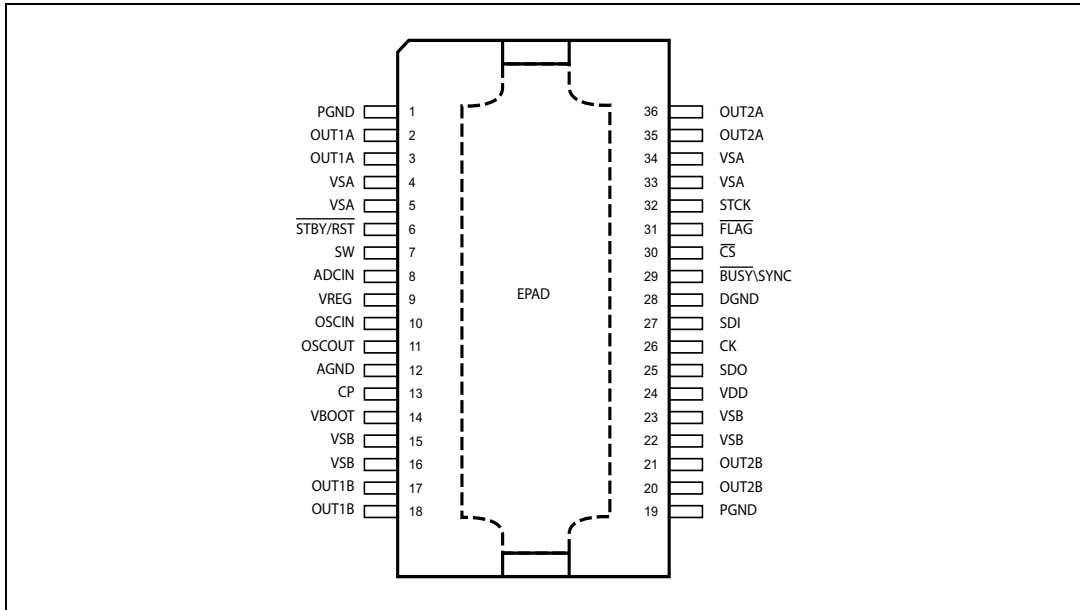 PGND 1
OUT1A 2
OUT1A 3
VSA 4
VSA 5
STBY/RST 6
SW 7
ADCIN 8
VREG 9
OSCIN 10
OSCOUT 11
AGND 12
CP 13
VBOOT 14
VSB 15
VSB 16
OUT1B 17
OUT1B 18
EPAD
36 OUT2A
35 OUT2A
34 VSA
33 VSA
32 STCK
31 FLAG
30 CS
29 BUSY\SYNC
28 DGND
27 SDI
26 CK
25 SDO
24 VDD
23 VSB
22 VSB
21 OUT2B
20 OUT2B
19 PGND